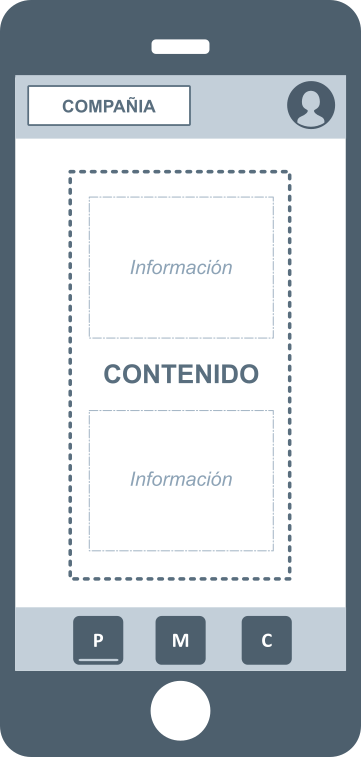 COMPAÑIA
Información
CONTENIDO
Información
P
M
C